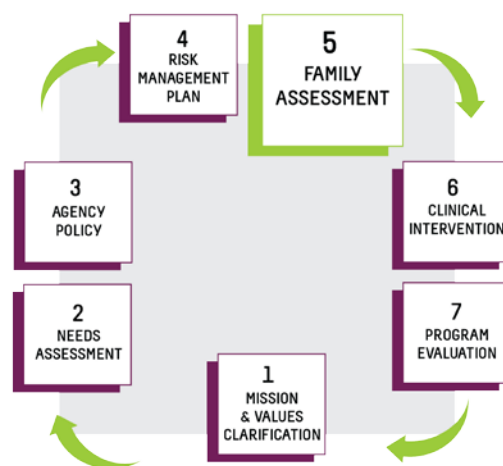 4
RISK
MANAGEMENT
PLAN
5
FAMILY
ASSESSMENT
3
AGENCY
POLICY
6
CLINICAL
INTERVENTION
2
NEEDS
ASSESSMENT
7
PROGRAM
EVALUATION
1
MISSION
& VALUES
CLARIFICATION